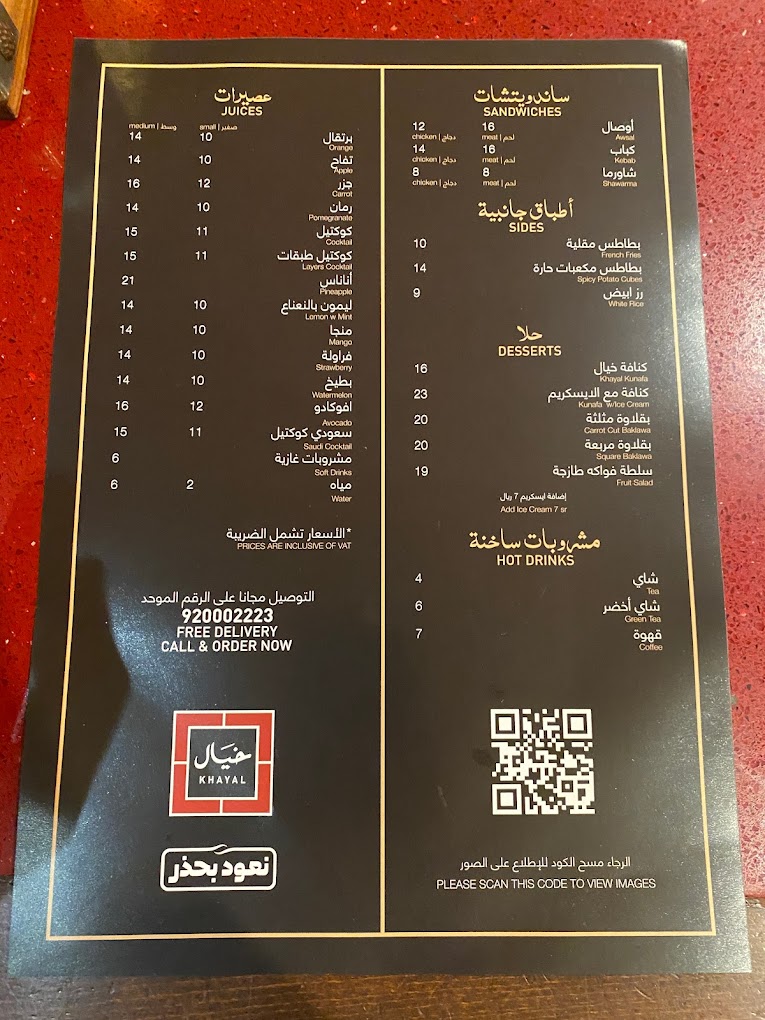 عصيرات
JUICES
medium | وسط small | صغير
14 10 برتقال
Orange
14 10 تفاح
Apple
16 12 جزر
Carrot
14 10 رمان
Pomegranate
15 11 كوكتيل
Cocktail
15 11 كوكتيل طبقات
Layers Cocktail
21 أناناس
Pineapple
14 10 ليمون بالنعناع
Lemon w Mint
14 10 منجا
Mango
14 10 فراولة
Strawberry
14 10 بطيخ
Watermelon
16 12 افوكادو
Avocado
15 11 سعودي كوكتيل
Saudi Cocktail
6 مشروبات غازية
Soft Drinks
6 2 مياه
Water
*الأسعار تشمل الضريبة
PRICES ARE INCLUSIVE OF VAT
التوصيل مجانا على الرقم الموحد
920002223
FREE DELIVERY
CALL & ORDER NOW
خيال
KHAYAL
نعود بحذر
ساندويتشات
SANDWICHES
12 16 أوصال
chicken | دجاج meat | لحم Awsal
14 16 كباب
chicken | دجاج meat | لحم Kebab
8 8 شاورما
chicken | دجاج meat | لحم Shawarma
أطباق جانبية
SIDES
10 بطاطس مقلية
French Fries
14 بطاطس مكعبات حارة
Spicy Potato Cubes
9 رز ابيض
White Rice
حلا
DESSERTS
16 كنافة خيال
Khayal Kunafa
23 كنافة مع الايسكريم
Kunafa w/Ice Cream
20 بقلاوة مثلثة
Carrot Cut Baklawa
20 بقلاوة مربعة
Square Baklawa
19 سلطة فواكه طازجة
Fruit Salad
إضافة ايسكريم 7 ريال
Add Ice Cream 7 sr
مشروبات ساخنة
HOT DRINKS
4 شاي
Tea
6 شاي أخضر
Green Tea
7 قهوة
Coffee
الرجاء مسح الكود للإطلاع على الصور
PLEASE SCAN THIS CODE TO VIEW IMAGES